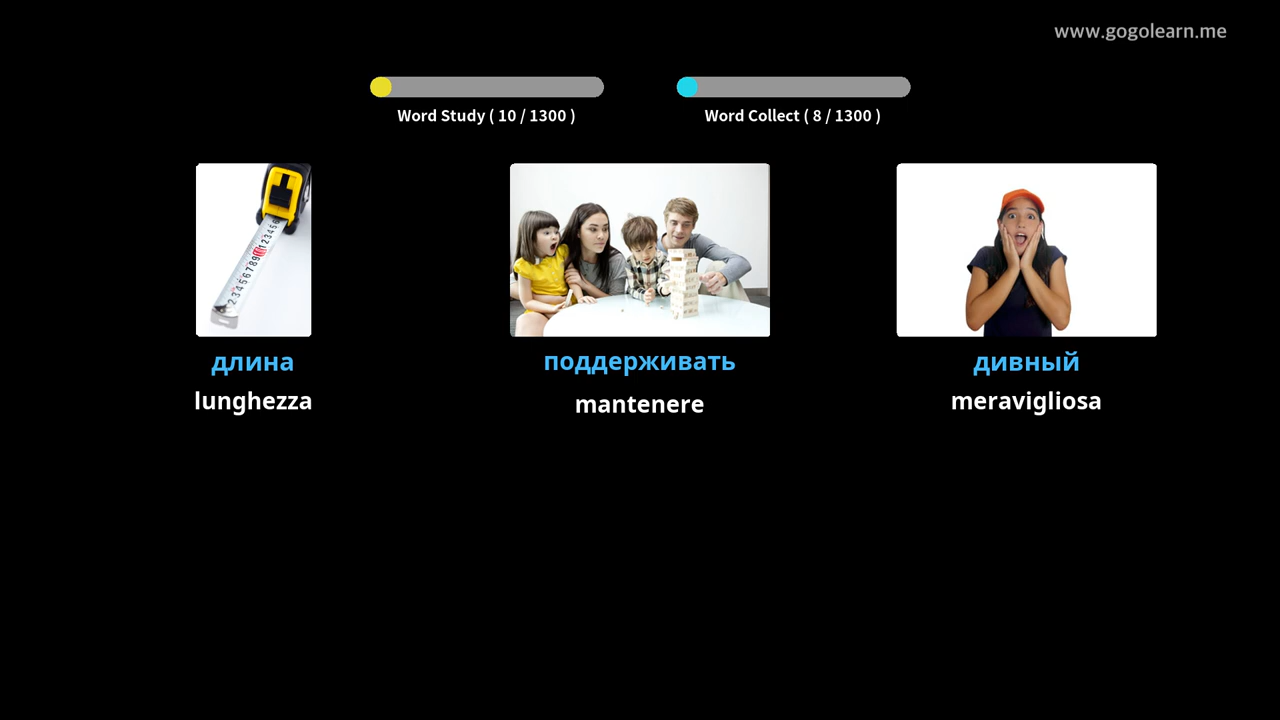 www.gogolearn.me
Word Study ( 10 / 1300 )
Word Collect ( 8 / 1300 )
длина
lunghezza
поддерживать
mantenere
дивный
meravigliosa